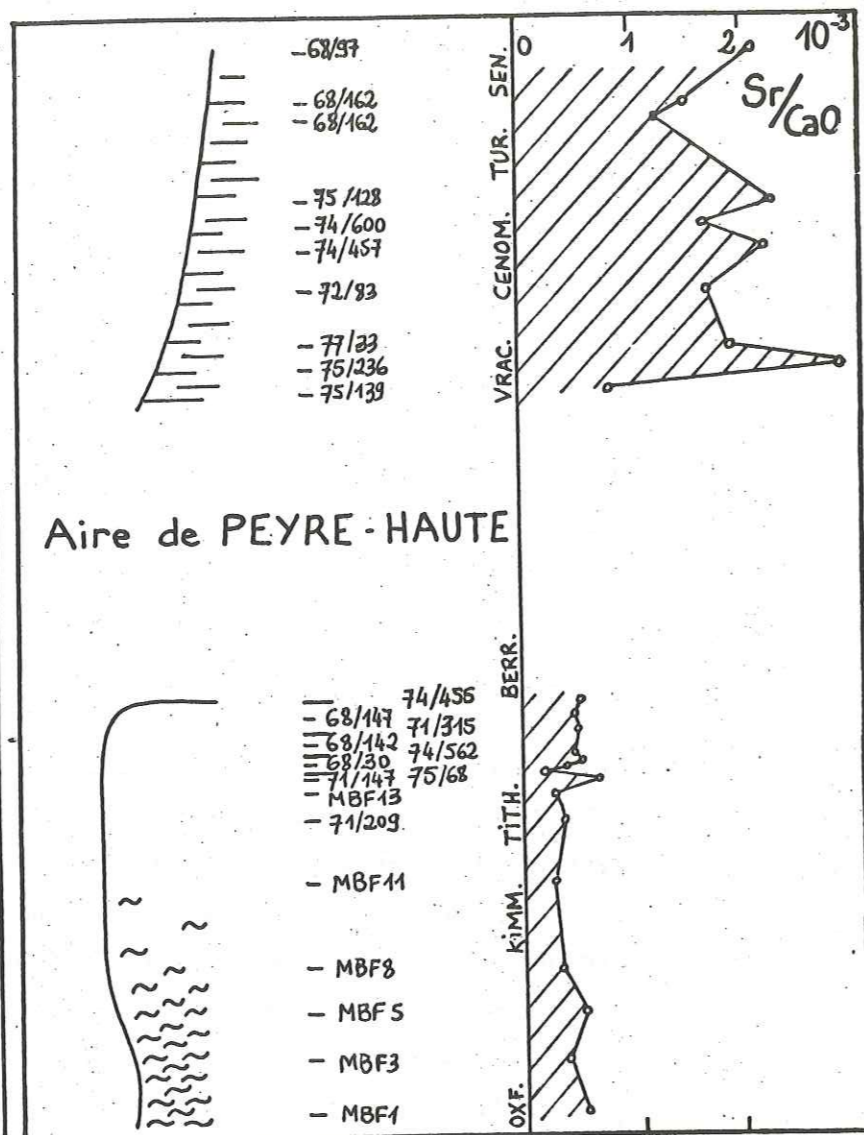 0 1 2 10⁻³
Sr/CaO
68/97
68/162
68/162
75/128
74/600
74/457
72/83
77/33
75/236
75/139
SEN.
TUR.
CENOM.
VRAC.
Aire de PEYRE-HAUTE
74/455
68/147 71/315
68/142 74/562
68/30
71/147 75/68
MBF13
71/209
MBF11
MBF8
MBF5
MBF3
MBF1
BERR.
TiTH.
KiMM.
OXF.